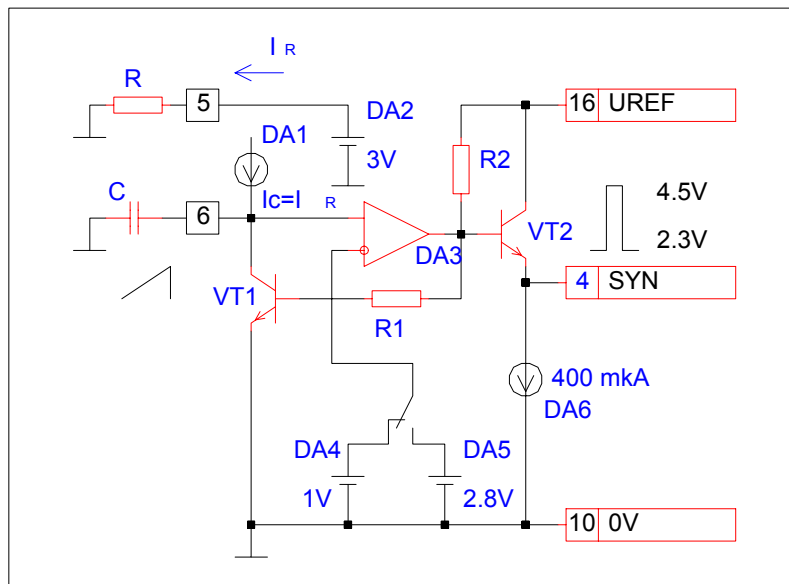 I R
R
5
DA2
16 UREF
DA1
3V
R2
C
Ic=I R
4.5V
6
DA3
VT2
2.3V
VT1
4 SYN
R1
400 mkA
DA6
DA4
DA5
1V
2.8V
10 0V